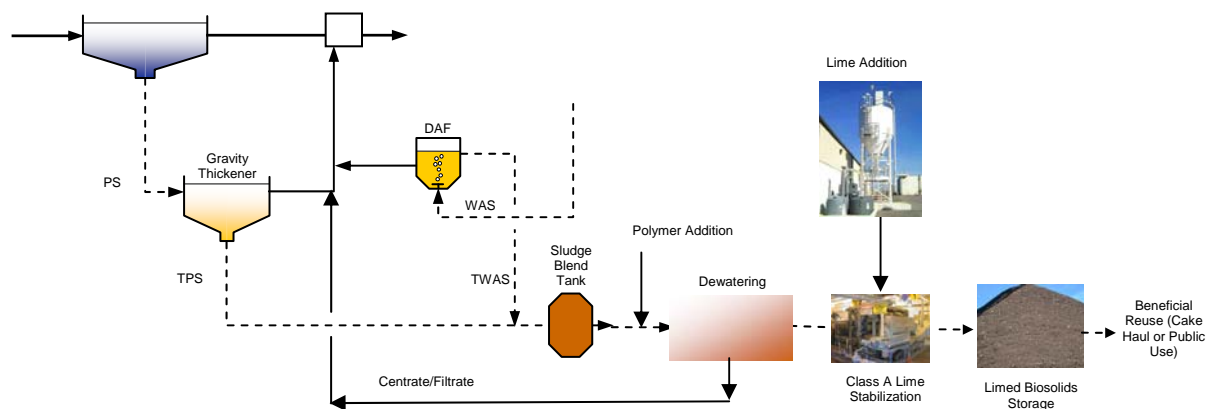 Lime Addition
DAF
Gravity
Thickener
PS
WAS
Polymer Addition
Sludge
Blend
Tank
TPS
TWAS
Dewatering
Beneficial
Reuse (Cake
Haul or Public
Use)
Centrate/Filtrate
Class A Lime
Stabilization
Limed Biosolids
Storage